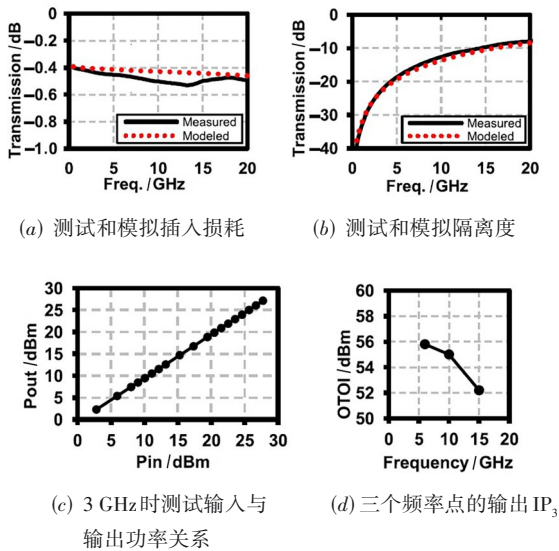 Transmission / dB
0
−0.2
−0.4
−0.6
−0.8
−1.0
Measured
Modeled
0 5 10 15 20
Freq. / GHz
(a) 测试和模拟插入损耗
Transmission / dB
0
−10
−20
−30
−40
Measured
Modeled
0 5 10 15 20
Freq. / GHz
(b) 测试和模拟隔离度
Pout / dBm
30
25
20
15
10
5
0
0 5 10 15 20 25 30
Pin / dBm
(c) 3 GHz时测试输入与
输出功率关系
OTOI / dBm
60
58
56
54
52
50
0 5 10 15 20
Frequency / GHz
(d) 三个频率点的输出 IP₃